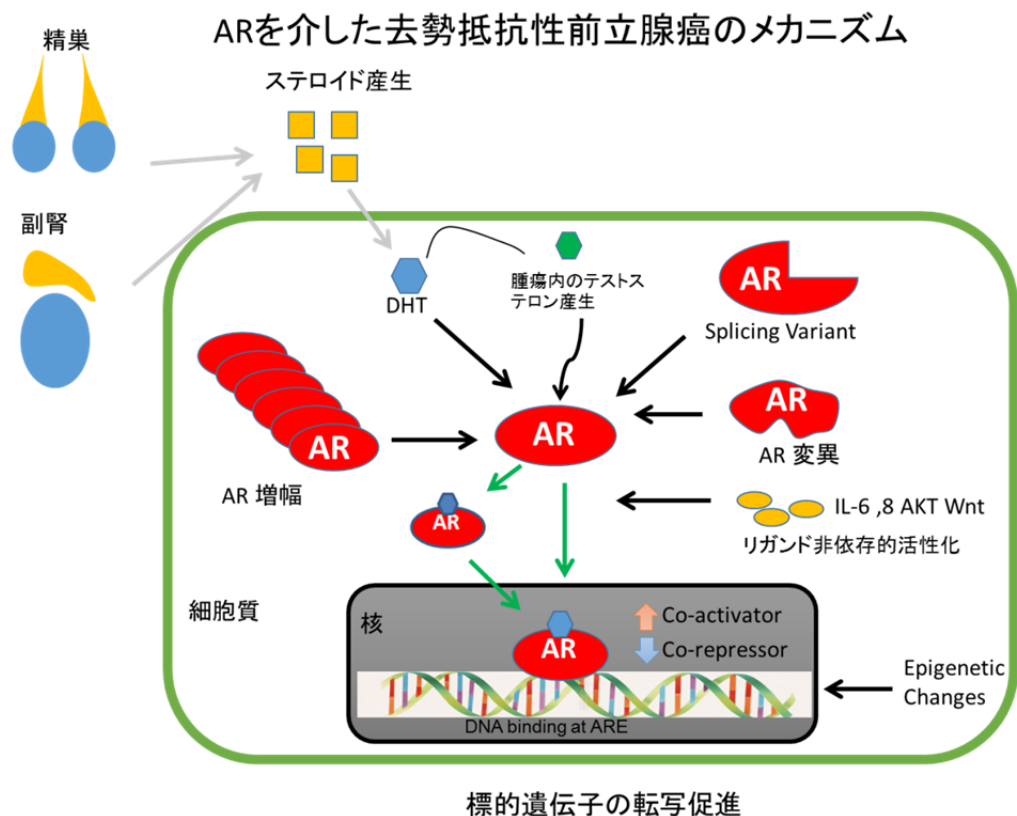 ARを介した去勢抵抗性前立腺癌のメカニズム
精巣
ステロイド産生
副腎
DHT
腫瘍内のテストス
テロン産生
AR
Splicing Variant
AR
AR
AR
AR 変異
AR 増幅
AR
IL-6 ,8 AKT Wnt
リガンド非依存的活性化
細胞質
核
Co-activator
AR
Co-repressor
Epigenetic
Changes
DNA binding at ARE
標的遺伝子の転写促進